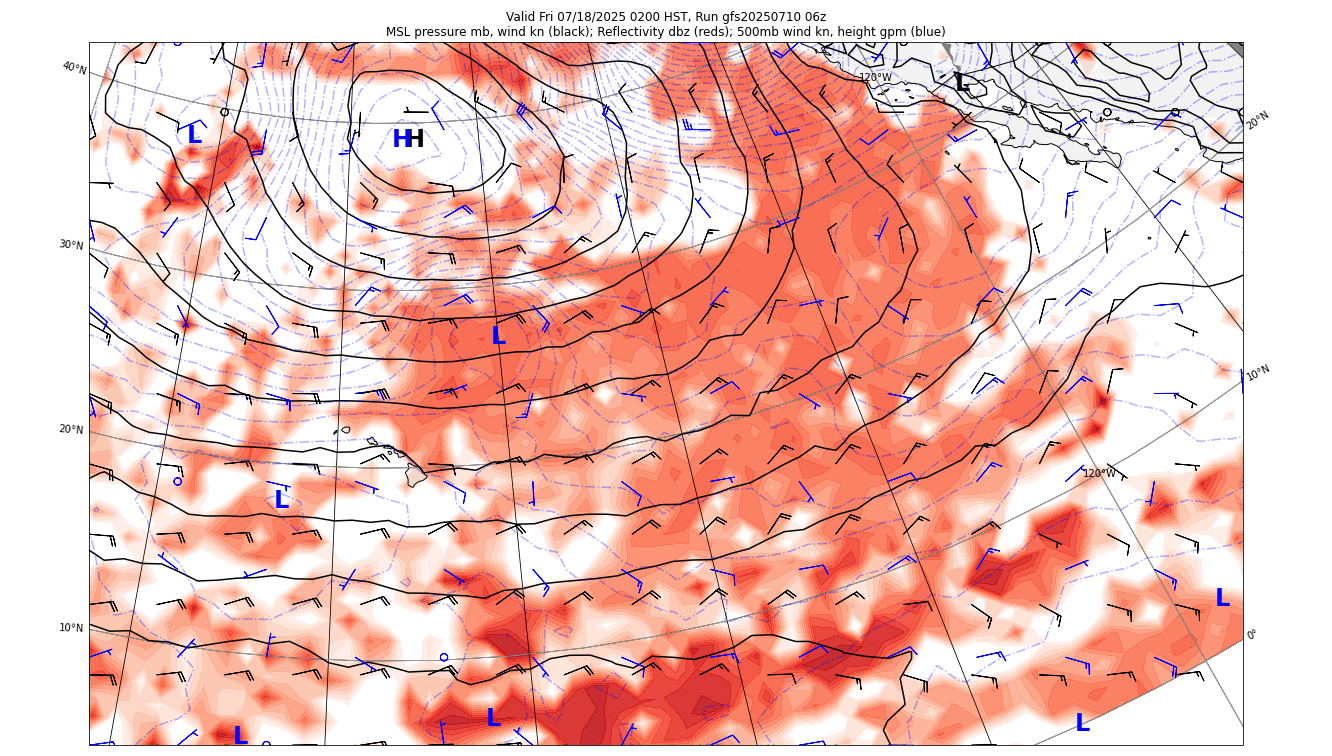 Valid Fri 07/18/2025 0200 HST, Run gfs20250710 06z
MSL pressure mb, wind kn (black); Reflectivity dbz (reds); 500mb wind kn, height gpm (blue)
40°N
120°W
L
20°N
L
HH
30°N
L
10°N
20°N
120°W
L
10°N
L
0°
L
L
L